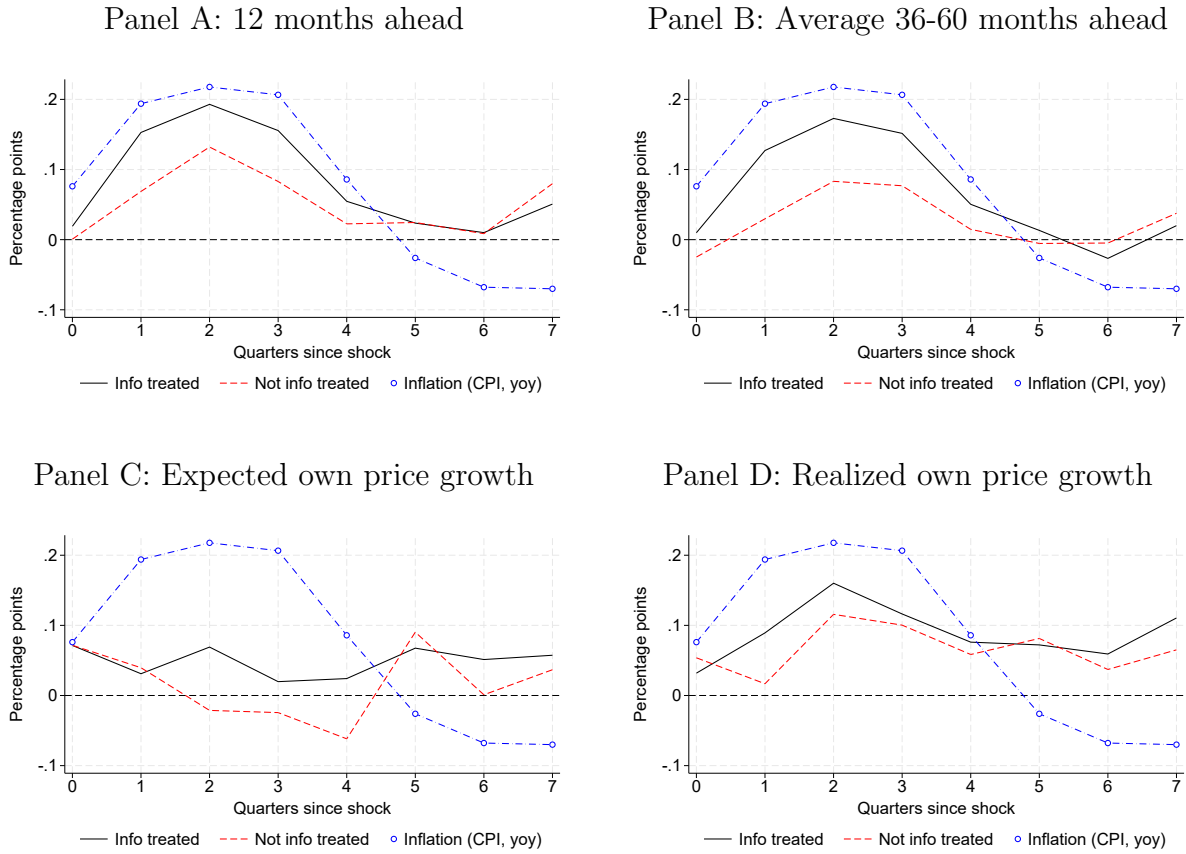 Panel A: 12 months ahead
Percentage points
.2
.1
0
-.1
0 1 2 3 4 5 6 7
Quarters since shock
Info treated Not info treated Inflation (CPI, yoy)
Panel B: Average 36-60 months ahead
Percentage points
.2
.1
0
-.1
0 1 2 3 4 5 6 7
Quarters since shock
Info treated Not info treated Inflation (CPI, yoy)
Panel C: Expected own price growth
Percentage points
.2
.1
0
-.1
0 1 2 3 4 5 6 7
Quarters since shock
Info treated Not info treated Inflation (CPI, yoy)
Panel D: Realized own price growth
Percentage points
.2
.1
0
-.1
0 1 2 3 4 5 6 7
Quarters since shock
Info treated Not info treated Inflation (CPI, yoy)